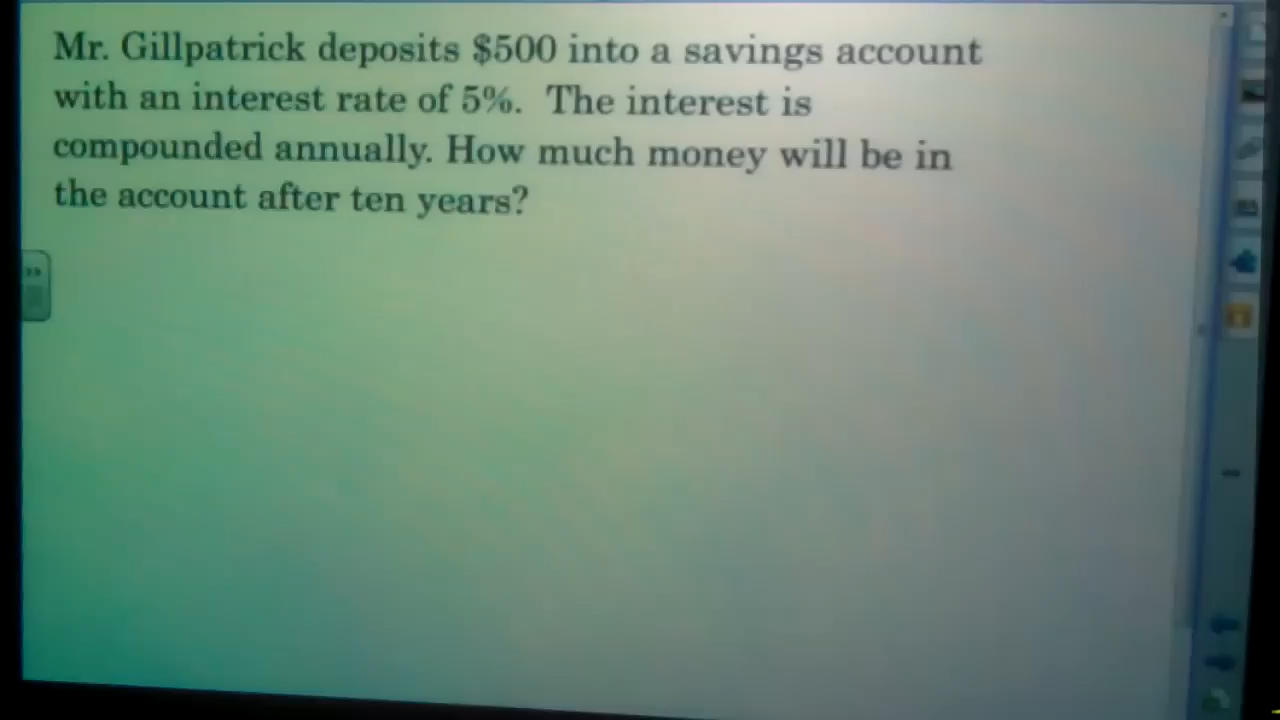 Mr. Gillpatrick deposits $500 into a savings account
with an interest rate of 5%. The interest is
compounded annually. How much money will be in
the account after ten years?